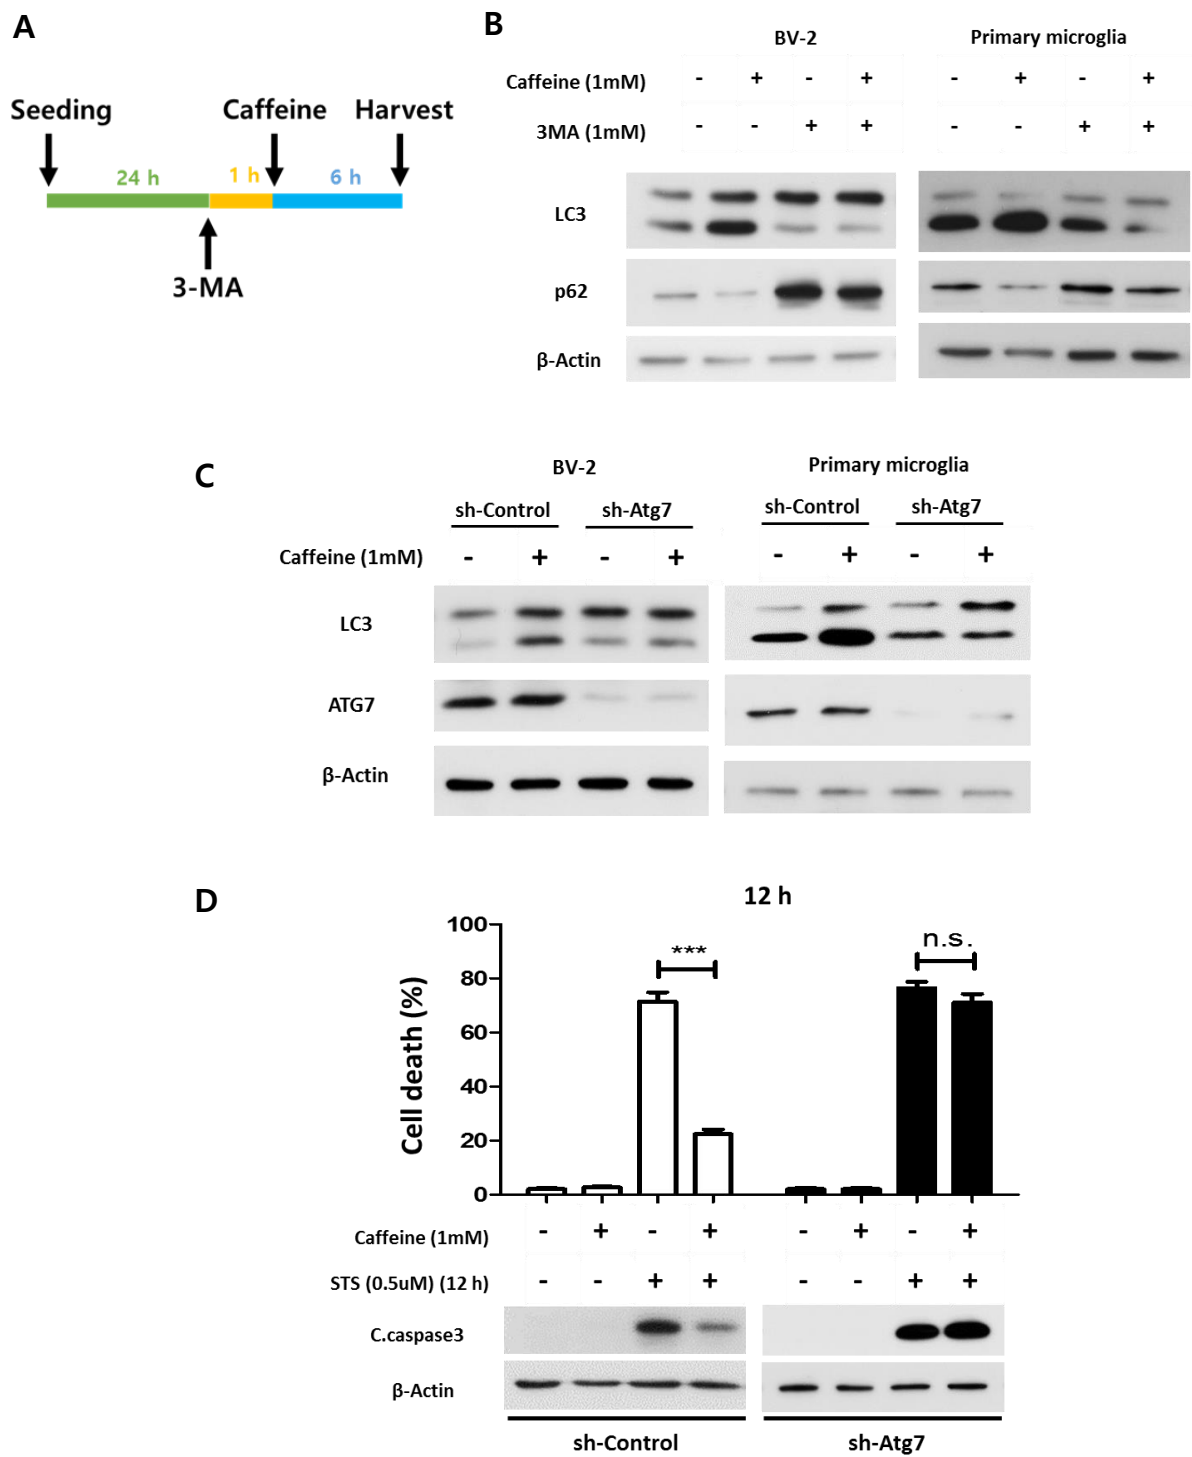 A
Seeding Caffeine Harvest
24 h 1 h 6 h
3-MA
B
BV-2 Primary microglia
Caffeine (1mM) - + - + - + - +
3MA (1mM) - - + + - - + +
LC3
p62
β-Actin
C
BV-2 Primary microglia
sh-Control sh-Atg7 sh-Control sh-Atg7
Caffeine (1mM) - + - + - + - +
LC3
ATG7
β-Actin
D
12 h
Cell death (%)
100
80
60
40
20
0
*** n.s.
Caffeine (1mM) - + - + - + - +
STS (0.5uM) (12 h) - - + + - - + +
C.caspase3
β-Actin
sh-Control sh-Atg7